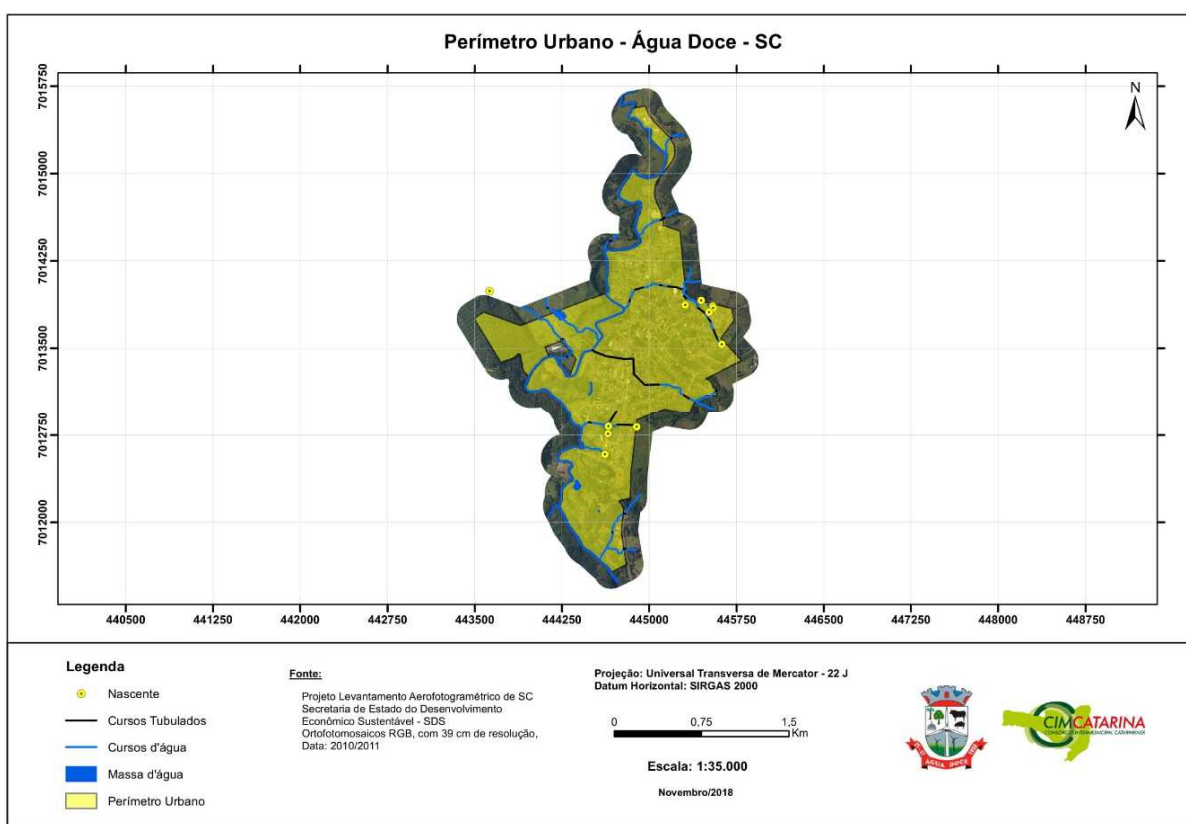 Perímetro Urbano - Água Doce - SC
N
7015750
7015000
7014250
7013500
7012750
7012000
440500
441250
442000
442750
443500
444250
445000
445750
446500
447250
448000
448750
Legenda
Nascente
Cursos Tubulados
Cursos d'água
Massa d'água
Perímetro Urbano
Fonte:
Projeto Levantamento Aerofotogramétrico de SC
Secretaria de Estado do Desenvolvimento
Econômico Sustentável - SDS
Ortofotomosaicos RGB, com 39 cm de resolução,
Data: 2010/2011
Projeção: Universal Transversa de Mercator - 22 J
Datum Horizontal: SIRGAS 2000
0 0,75 1,5
Km
Escala: 1:35.000
Novembro/2018
ÁGUA DOCE
CIMCATARINA
CONSÓRCIO INTERMUNICIPAL CATARINENSE